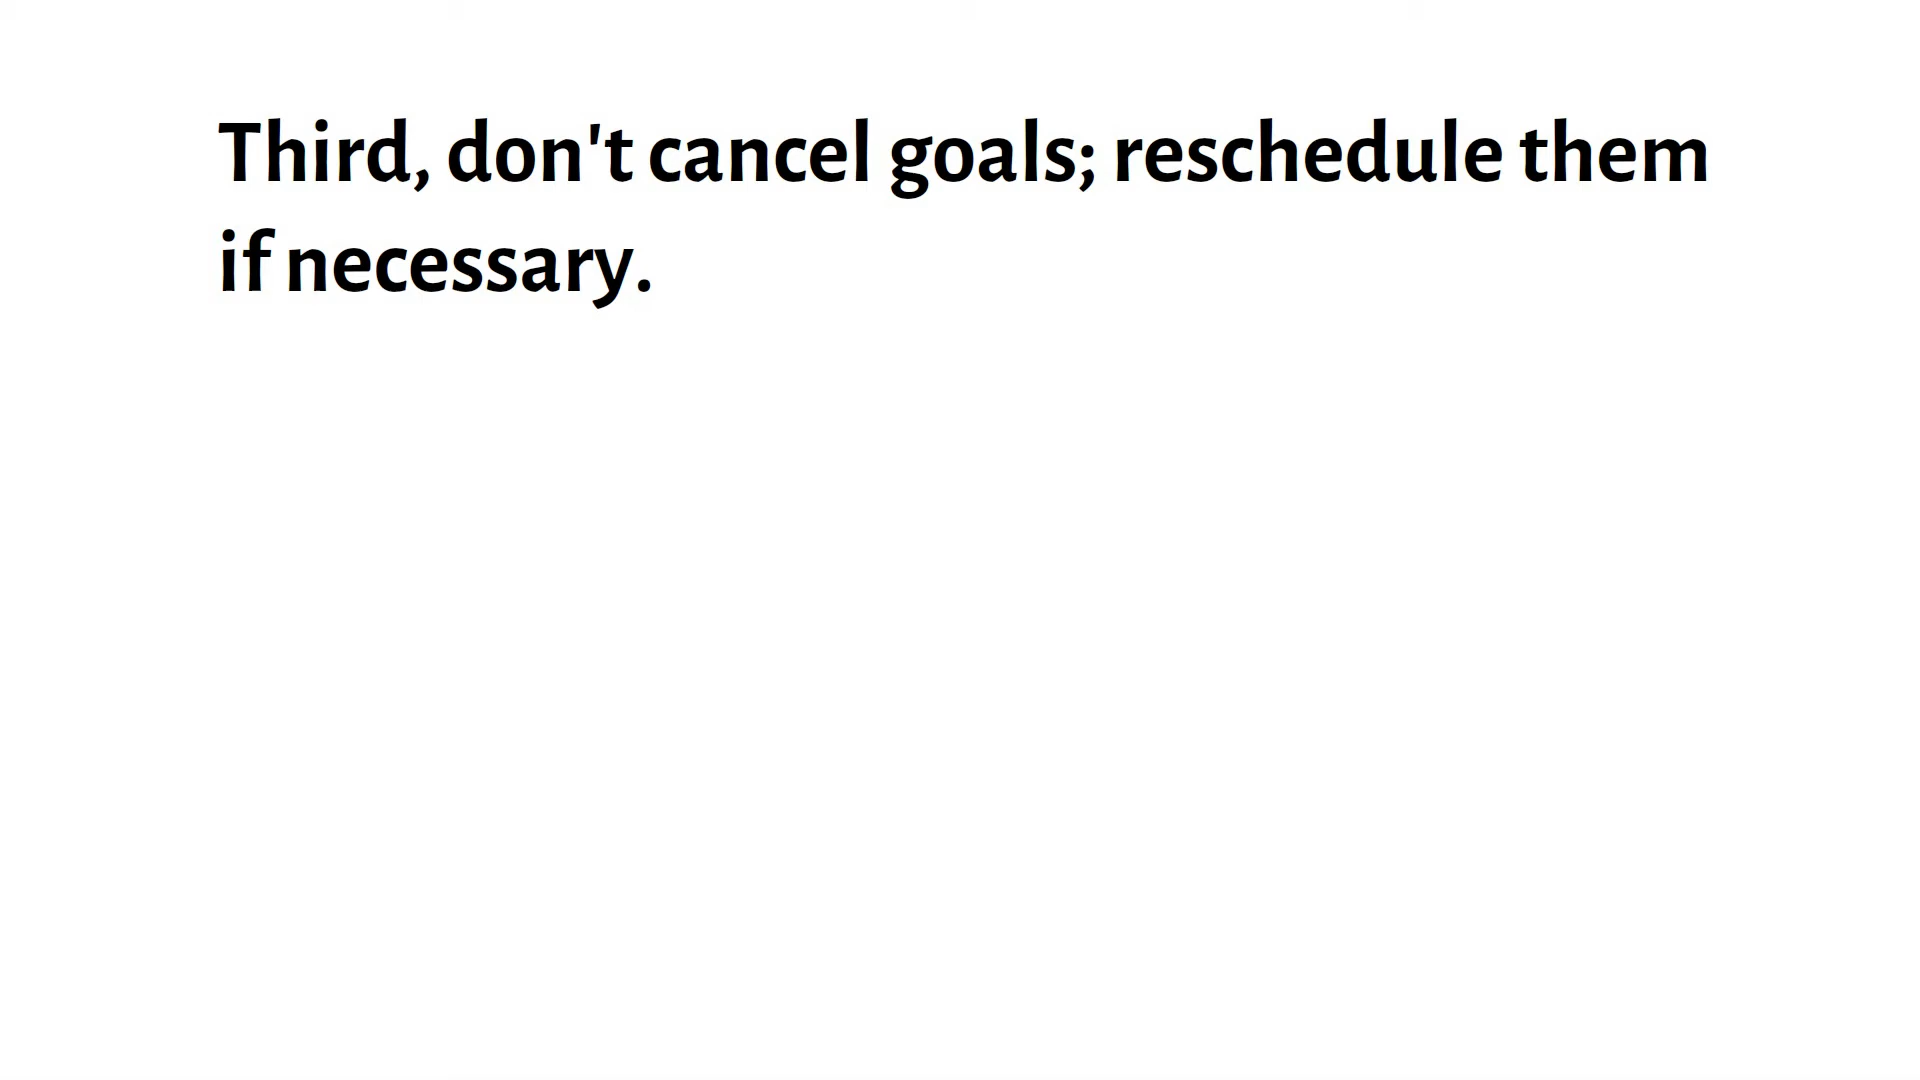 Third, don't cancel goals; reschedule them
if necessary.